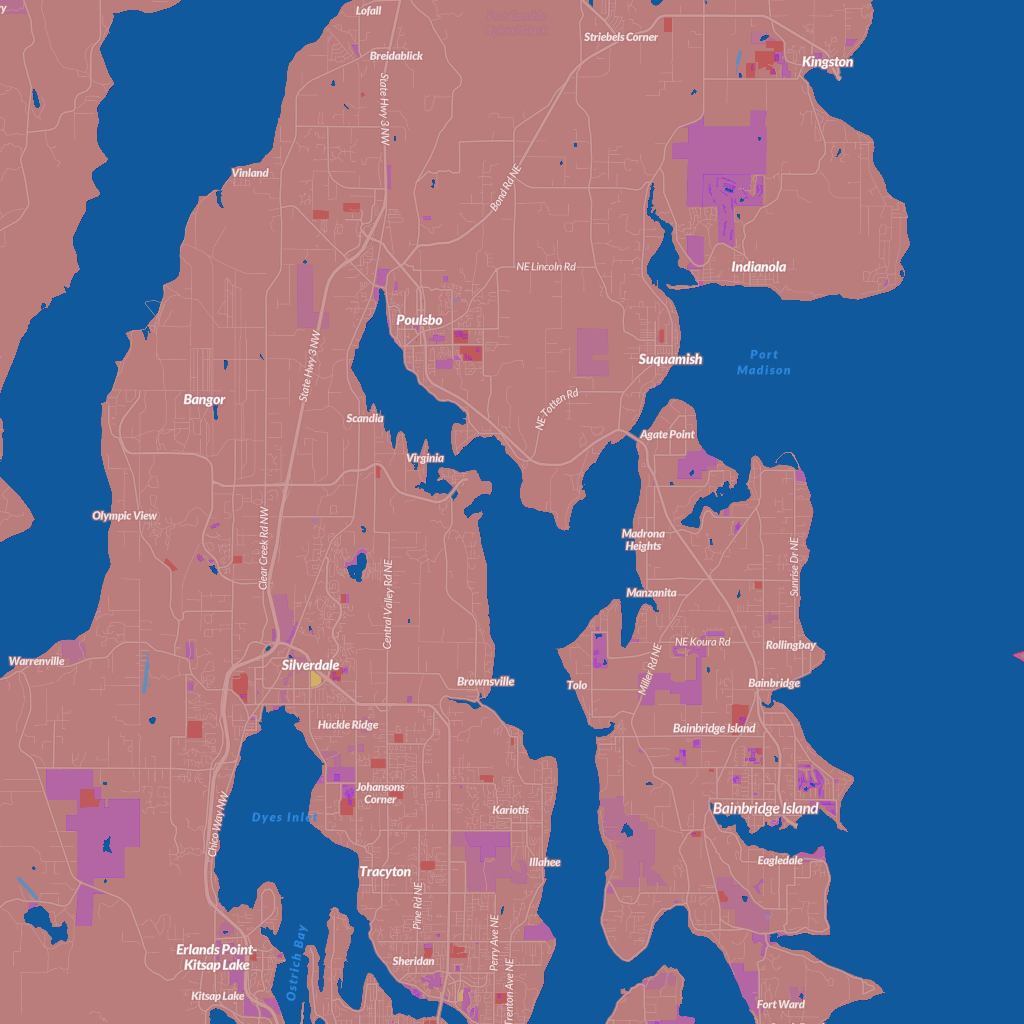 Lofall
Striebels Corner
Breidablick
Kingston
State Hwy 3 NW
Vinland
Bond Rd NE
NE Lincoln Rd
Indianola
Poulsbo
Port
Madison
Suquamish
State Hwy 3 NW
Bangor
NE Totten Rd
Scandia
Agate Point
Virginia
Olympic View
Clear Creek Rd NW
Madrona
Heights
Sunrise Dr NE
Central Valley Rd NE
Manzanita
NE Koura Rd
Rollingbay
Warrenville
Silverdale
Miller Rd NE
Brownsville
Tolo
Bainbridge
Huckle Ridge
Bainbridge Island
Johansons
Corner
Bainbridge Island
Kariotis
Dyes Inlet
Chico Way NW
Illahee
Eagledale
Tracyton
Pine Rd NE
Perry Ave NE
Erlands Point-
Kitsap Lake
Ostrich Bay
Sheridan
Trenton Ave NE
Kitsap Lake
Fort Ward